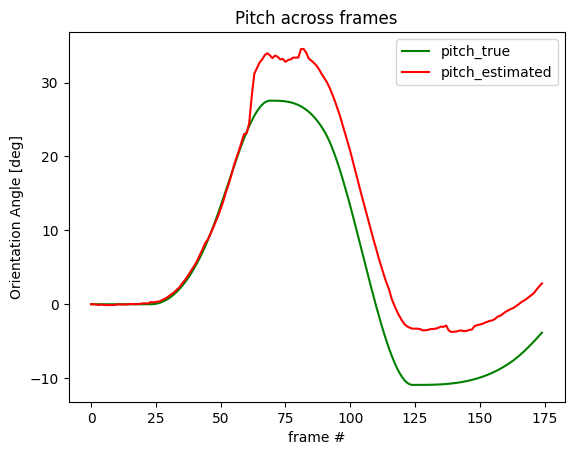 Pitch across frames
pitch_true
pitch_estimated
Orientation Angle [deg]
30
20
10
0
−10
0
25
50
75
100
125
150
175
frame #